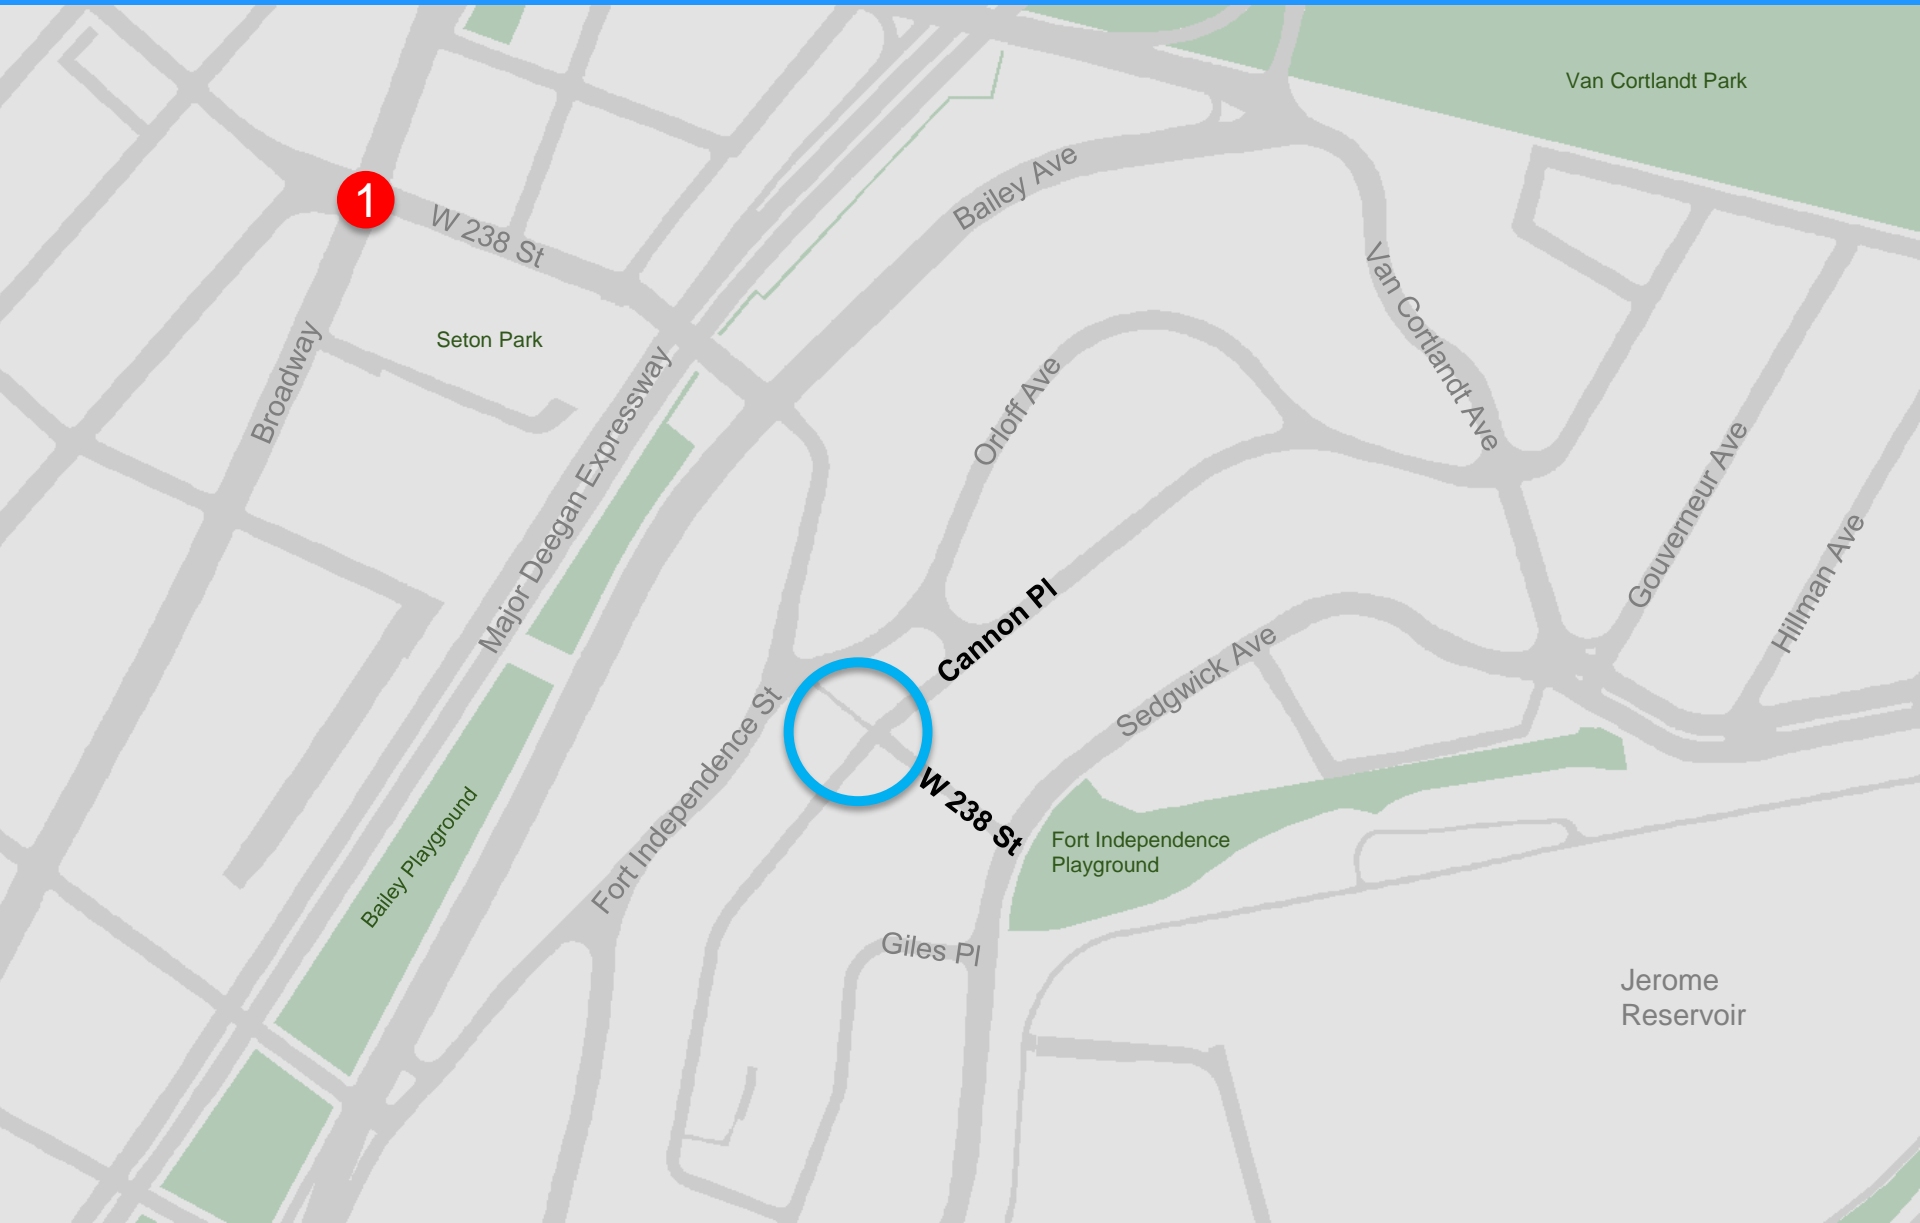 Van Cortlandt Park
1
W 238 St
Bailey Ave
Van Cortlandt Ave
Seton Park
Broadway
Major Deegan Expressway
Orloff Ave
Gouverneur Ave
Hillman Ave
Cannon Pl
Sedgwick Ave
Fort Independence St
W 238 St
Bailey Playground
Fort Independence
Playground
Giles Pl
Jerome
Reservoir